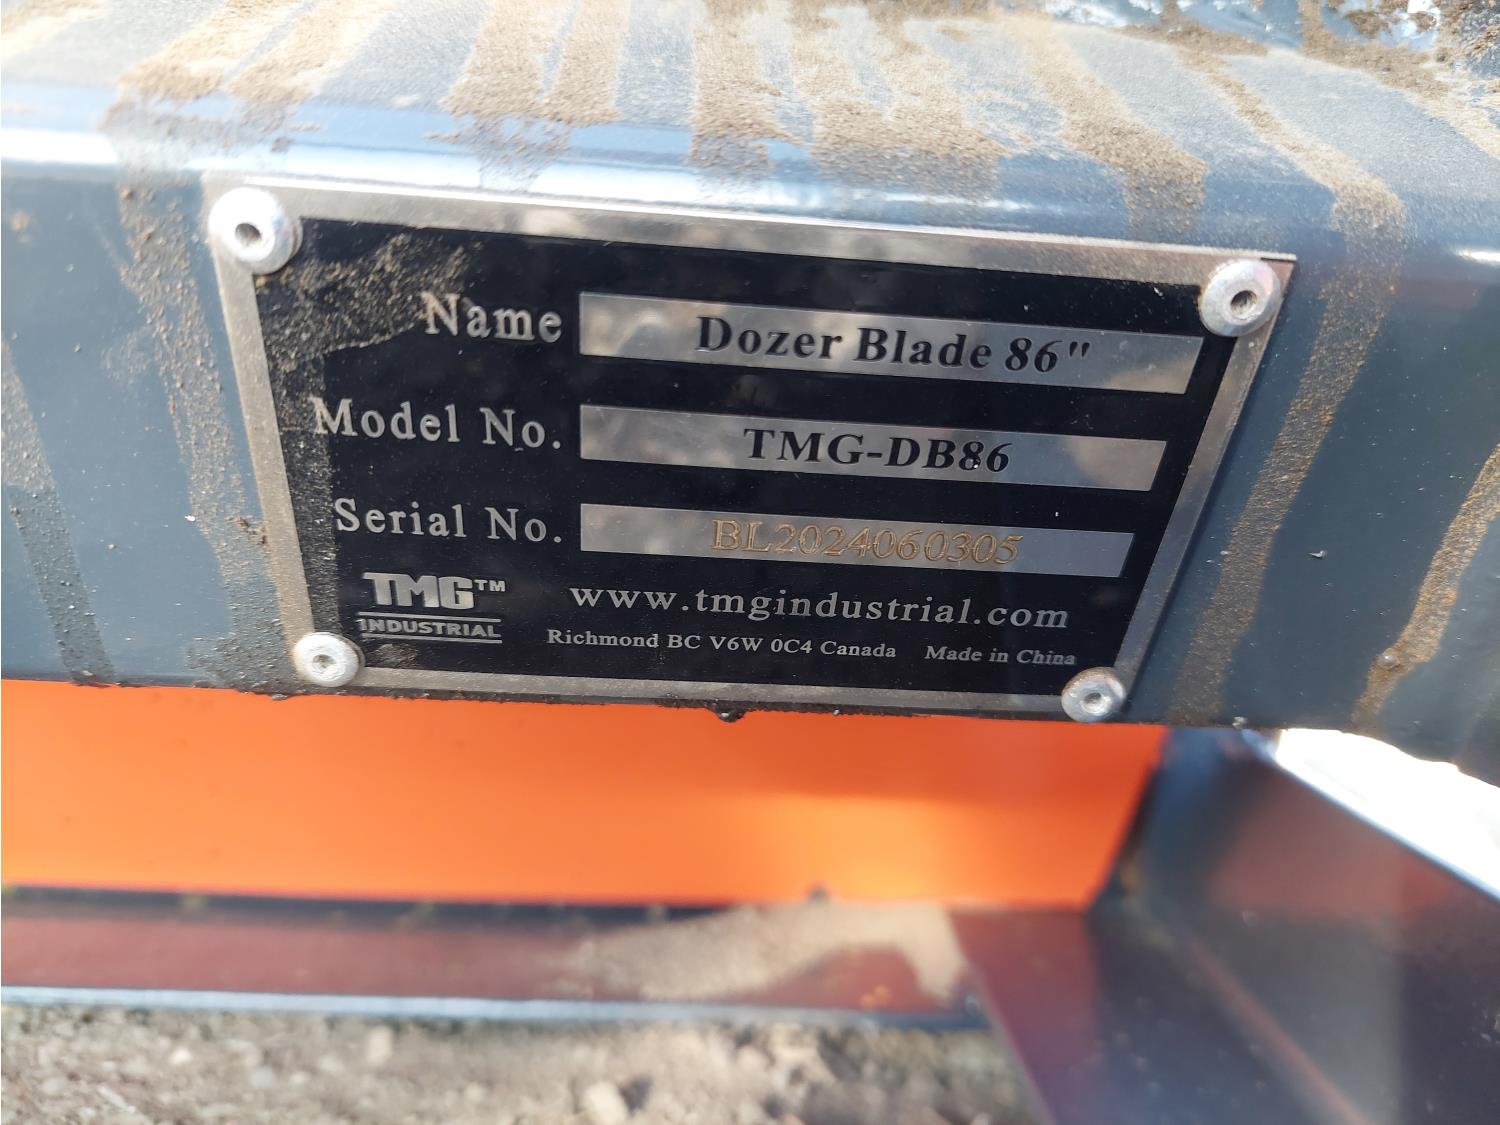 Name Dozer Blade 86"
Model No. TMG-DB86
Serial No. BL2024060305
TMG™ www.tmgindustrial.com
INDUSTRIAL
Richmond BC V6W 0C4 Canada Made in China